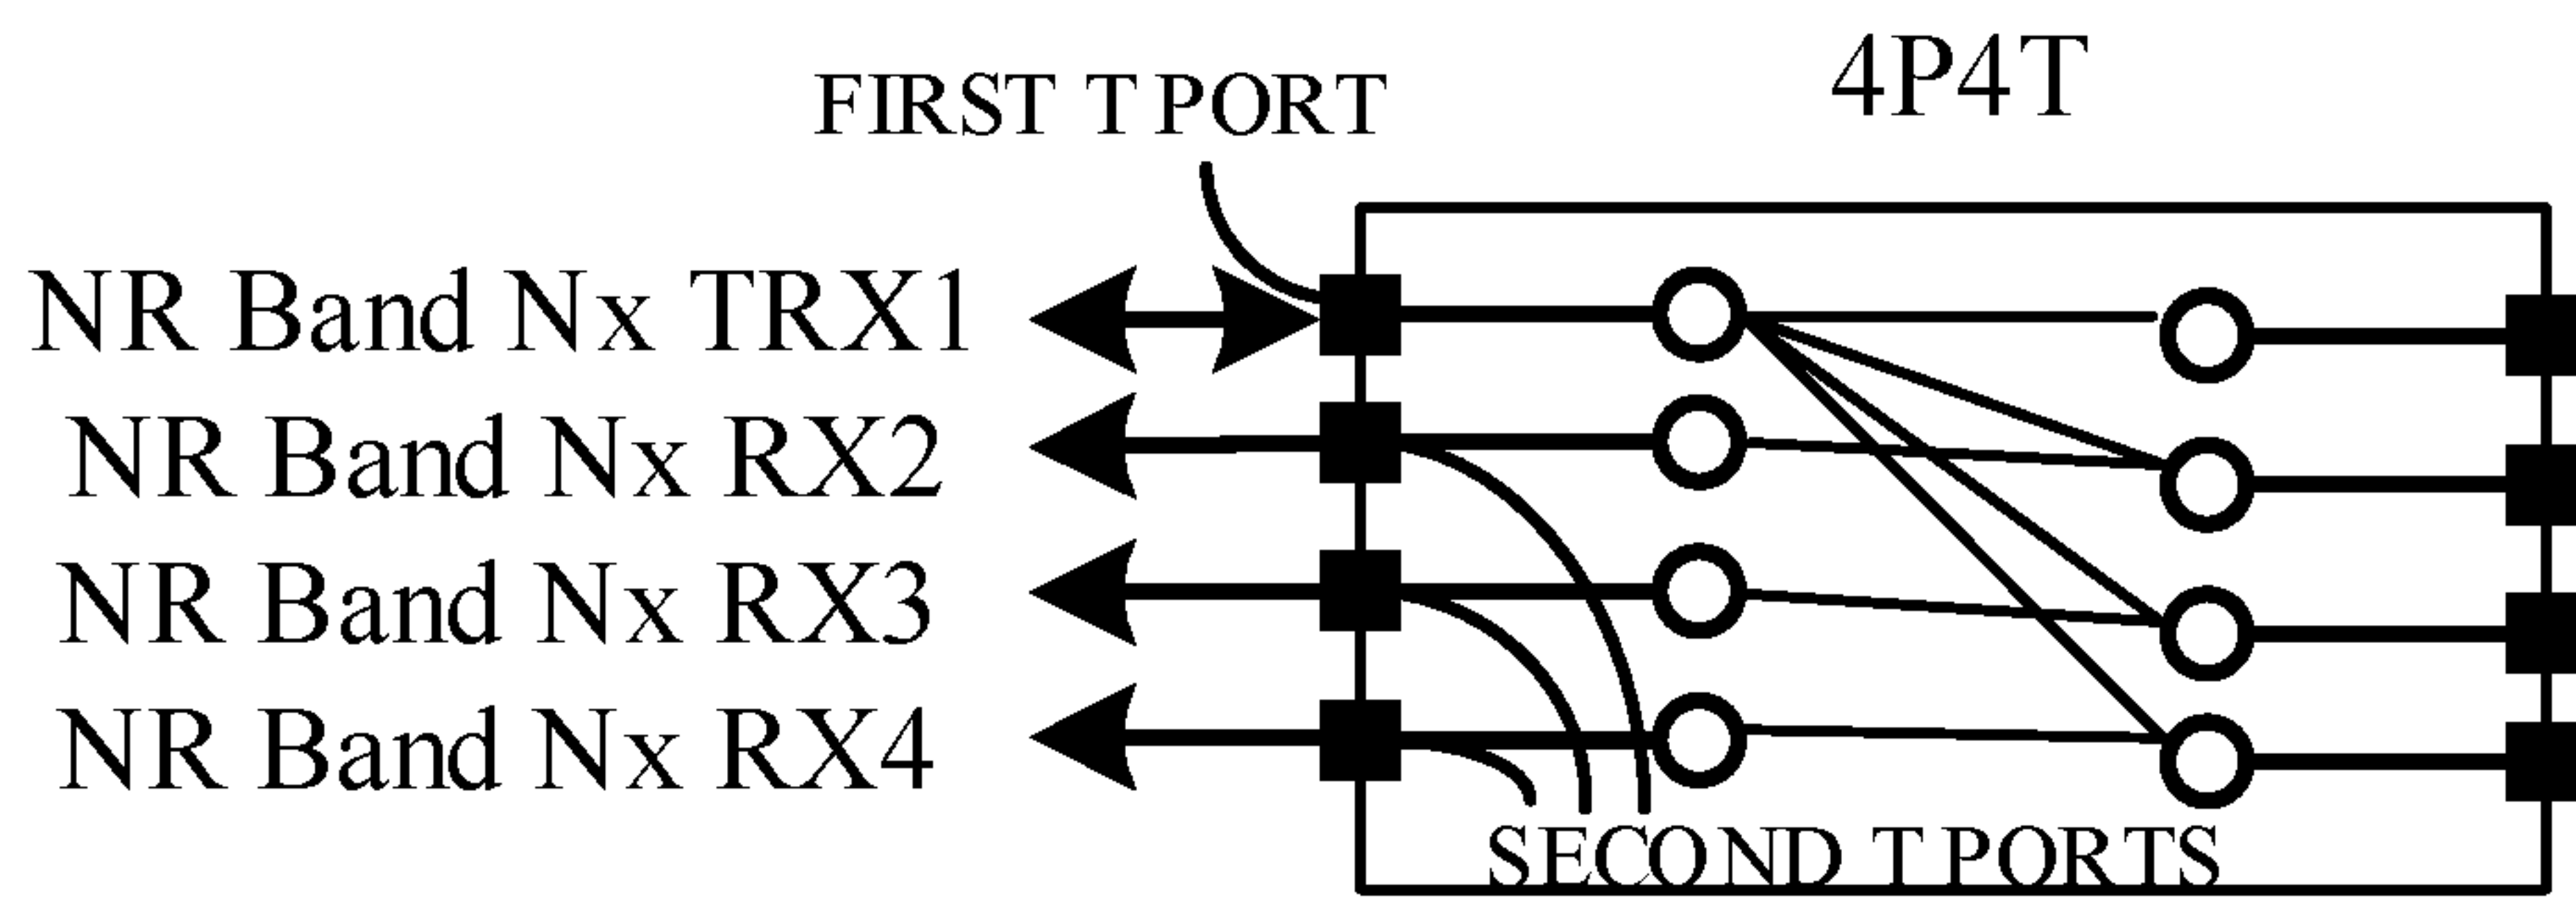 4P4T
FIRST T PORT
NR Band Nx TRX1
NR Band Nx RX2
NR Band Nx RX3
NR Band Nx RX4
SECOND T PORTS